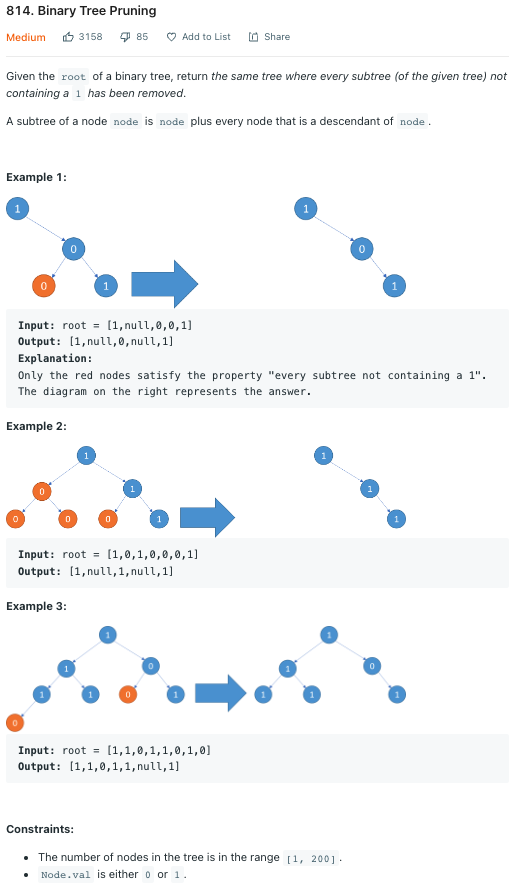 814. Binary Tree Pruning
Medium 3158 85 Add to List Share
Given the root of a binary tree, return the same tree where every subtree (of the given tree) not
containing a 1 has been removed.
A subtree of a node node is node plus every node that is a descendant of node.
Example 1:
1 1
0 0
0 1 1
Input: root = [1,null,0,0,1]
Output: [1,null,0,null,1]
Explanation:
Only the red nodes satisfy the property "every subtree not containing a 1".
The diagram on the right represents the answer.
Example 2:
1 1
0 1 1
0 0 0 1 1
Input: root = [1,0,1,0,0,0,1]
Output: [1,null,1,null,1]
Example 3:
1 1
1 0 1 0
1 1 0 1 1 1 1
0
Input: root = [1,1,0,1,1,0,1,0]
Output: [1,1,0,1,1,null,1]
Constraints:
• The number of nodes in the tree is in the range [1, 200].
• Node.val is either 0 or 1.